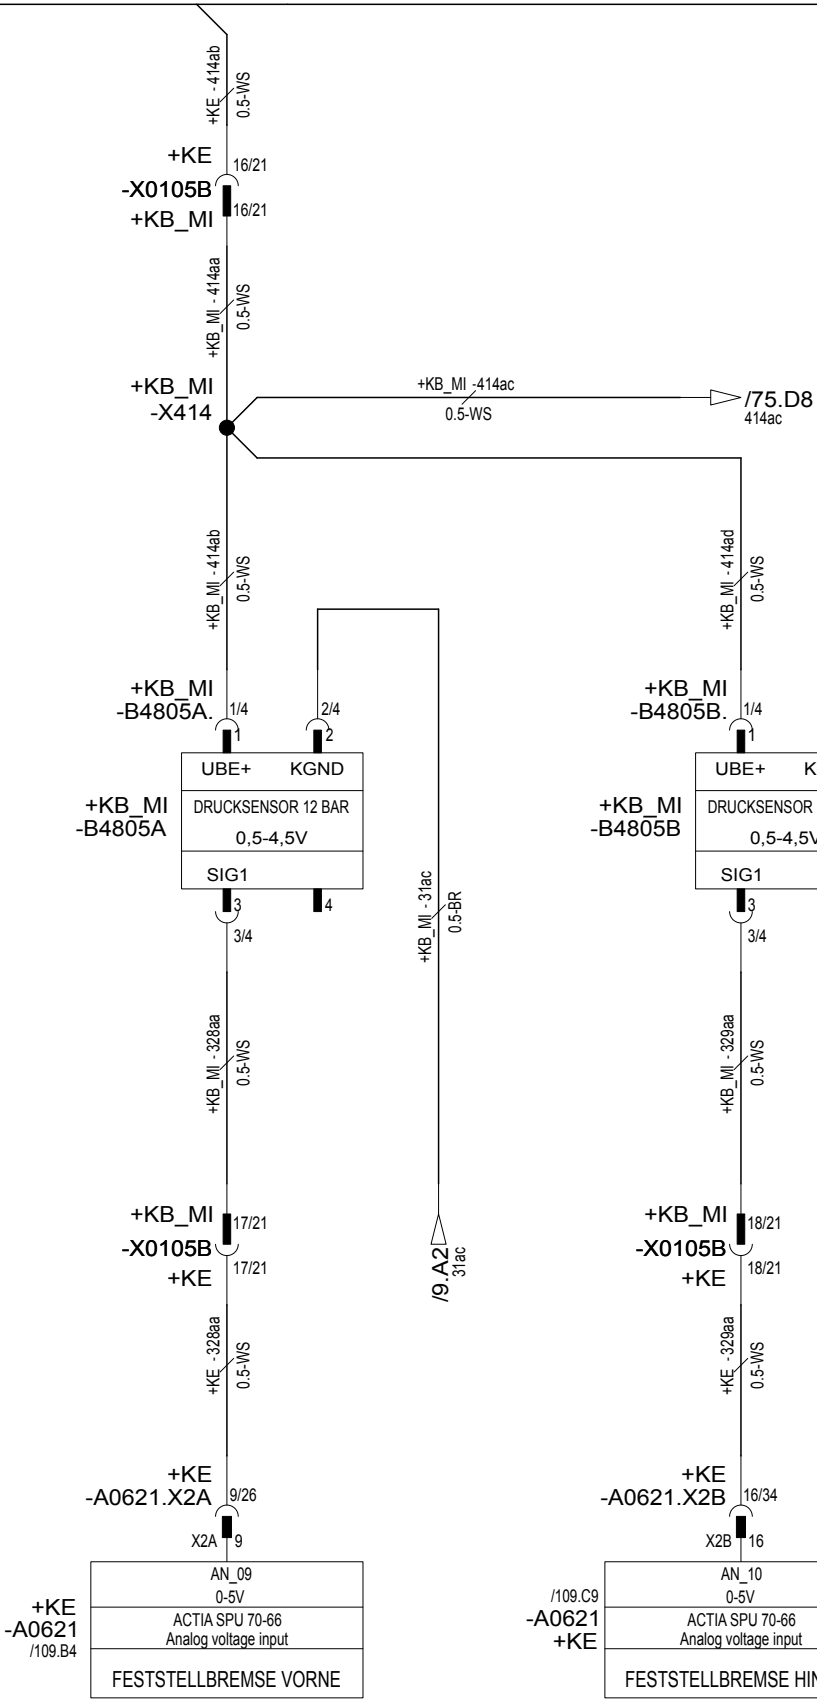 +KE - 414ab
0.5-WS
+KE
16/21
-X0105B
16/21
+KB_MI
+KB_MI - 414aa
0.5-WS
+KB_MI
-X414
+KB_MI -414ac
0.5-WS
/75.D8
414ac
+KB_MI - 414ab
0.5-WS
+KB_MI - 414ad
0.5-WS
+KB_MI
-B4805A.
1/4
1
2/4
2
+KB_MI
-B4805B.
1/4
1
UBE+ KGND
+KB_MI
-B4805A
DRUCKSENSOR 12 BAR
0,5-4,5V
SIG1
3
4
3/4
UBE+ K
+KB_MI
-B4805B
DRUCKSENSOR
0,5-4,5V
SIG1
3
3/4
+KB_MI - 31ac
0.5-BR
+KB_MI - 328aa
0.5-WS
+KB_MI - 329aa
0.5-WS
+KB_MI
17/21
-X0105B
17/21
+KE
/9.A2
31ac
+KB_MI
18/21
-X0105B
18/21
+KE
+KE - 328aa
0.5-WS
+KE - 329aa
0.5-WS
+KE
-A0621.X2A
9/26
X2A 9
+KE
-A0621.X2B
16/34
X2B 16
AN_09
0-5V
+KE
-A0621
/109.B4
ACTIA SPU 70-66
Analog voltage input
FESTSTELLBREMSE VORNE
AN_10
0-5V
/109.C9
-A0621
+KE
ACTIA SPU 70-66
Analog voltage input
FESTSTELLBREMSE HIN